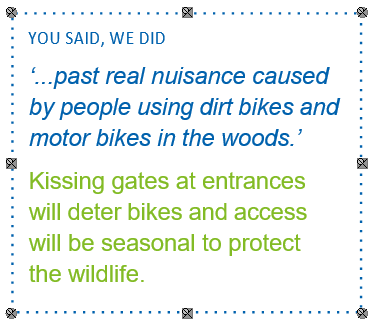 YOU SAID, WE DID
‘...past real nuisance caused
by people using dirt bikes and
motor bikes in the woods.’
Kissing gates at entrances
will deter bikes and access
will be seasonal to protect
the wildlife.